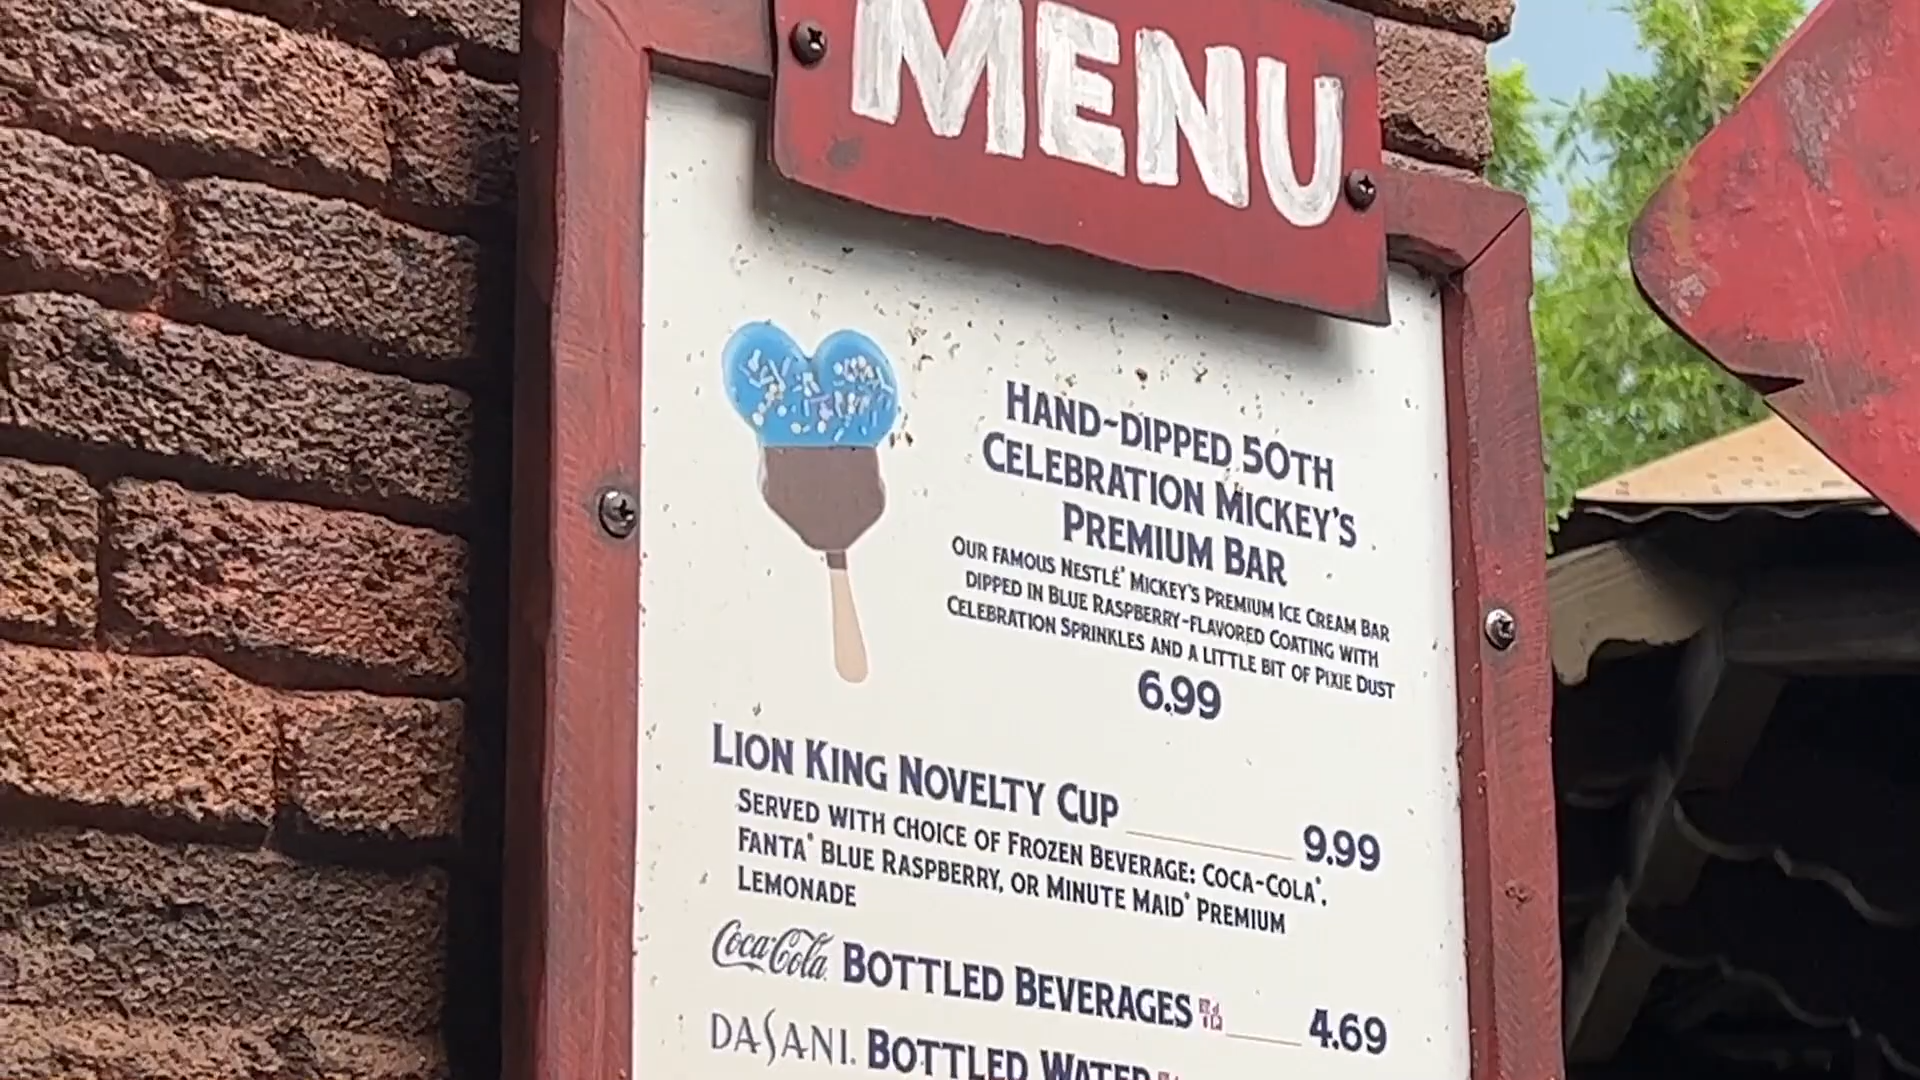 MENU
HAND-DIPPED 50TH
CELEBRATION MICKEY'S
PREMIUM BAR
OUR FAMOUS NESTLÉ® MICKEY'S PREMIUM ICE CREAM BAR
DIPPED IN BLUE RASPBERRY-FLAVORED COATING WITH
CELEBRATION SPRINKLES AND A LITTLE BIT OF PIXIE DUST
6.99
LION KING NOVELTY CUP 9.99
SERVED WITH CHOICE OF FROZEN BEVERAGE: COCA-COLA®,
FANTA® BLUE RASPBERRY, OR MINUTE MAID® PREMIUM
LEMONADE
Coca-Cola BOTTLED BEVERAGES 4.69
DASANI. BOTTLED WATER